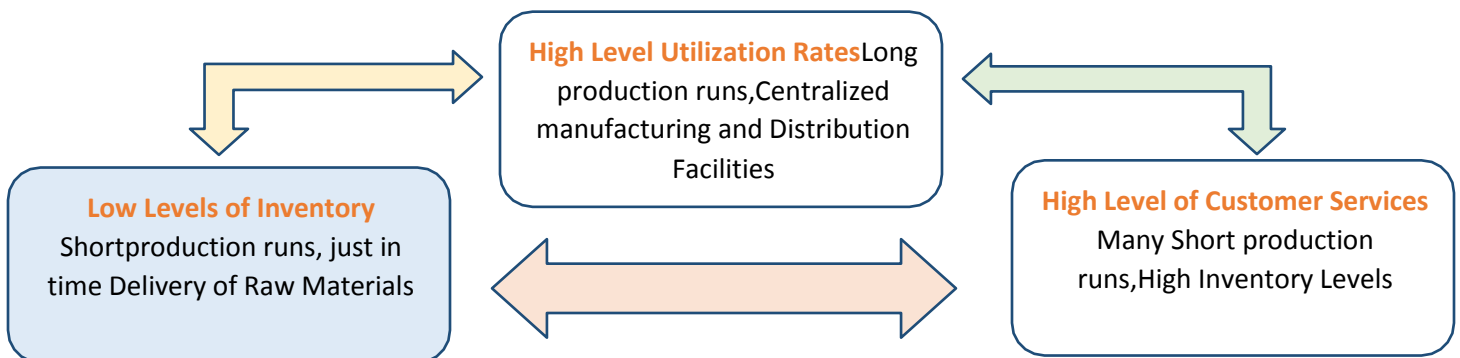 High Level Utilization RatesLong
production runs,Centralized
manufacturing and Distribution
Facilities
Low Levels of Inventory
Shortproduction runs, just in
time Delivery of Raw Materials
High Level of Customer Services
Many Short production
runs,High Inventory Levels